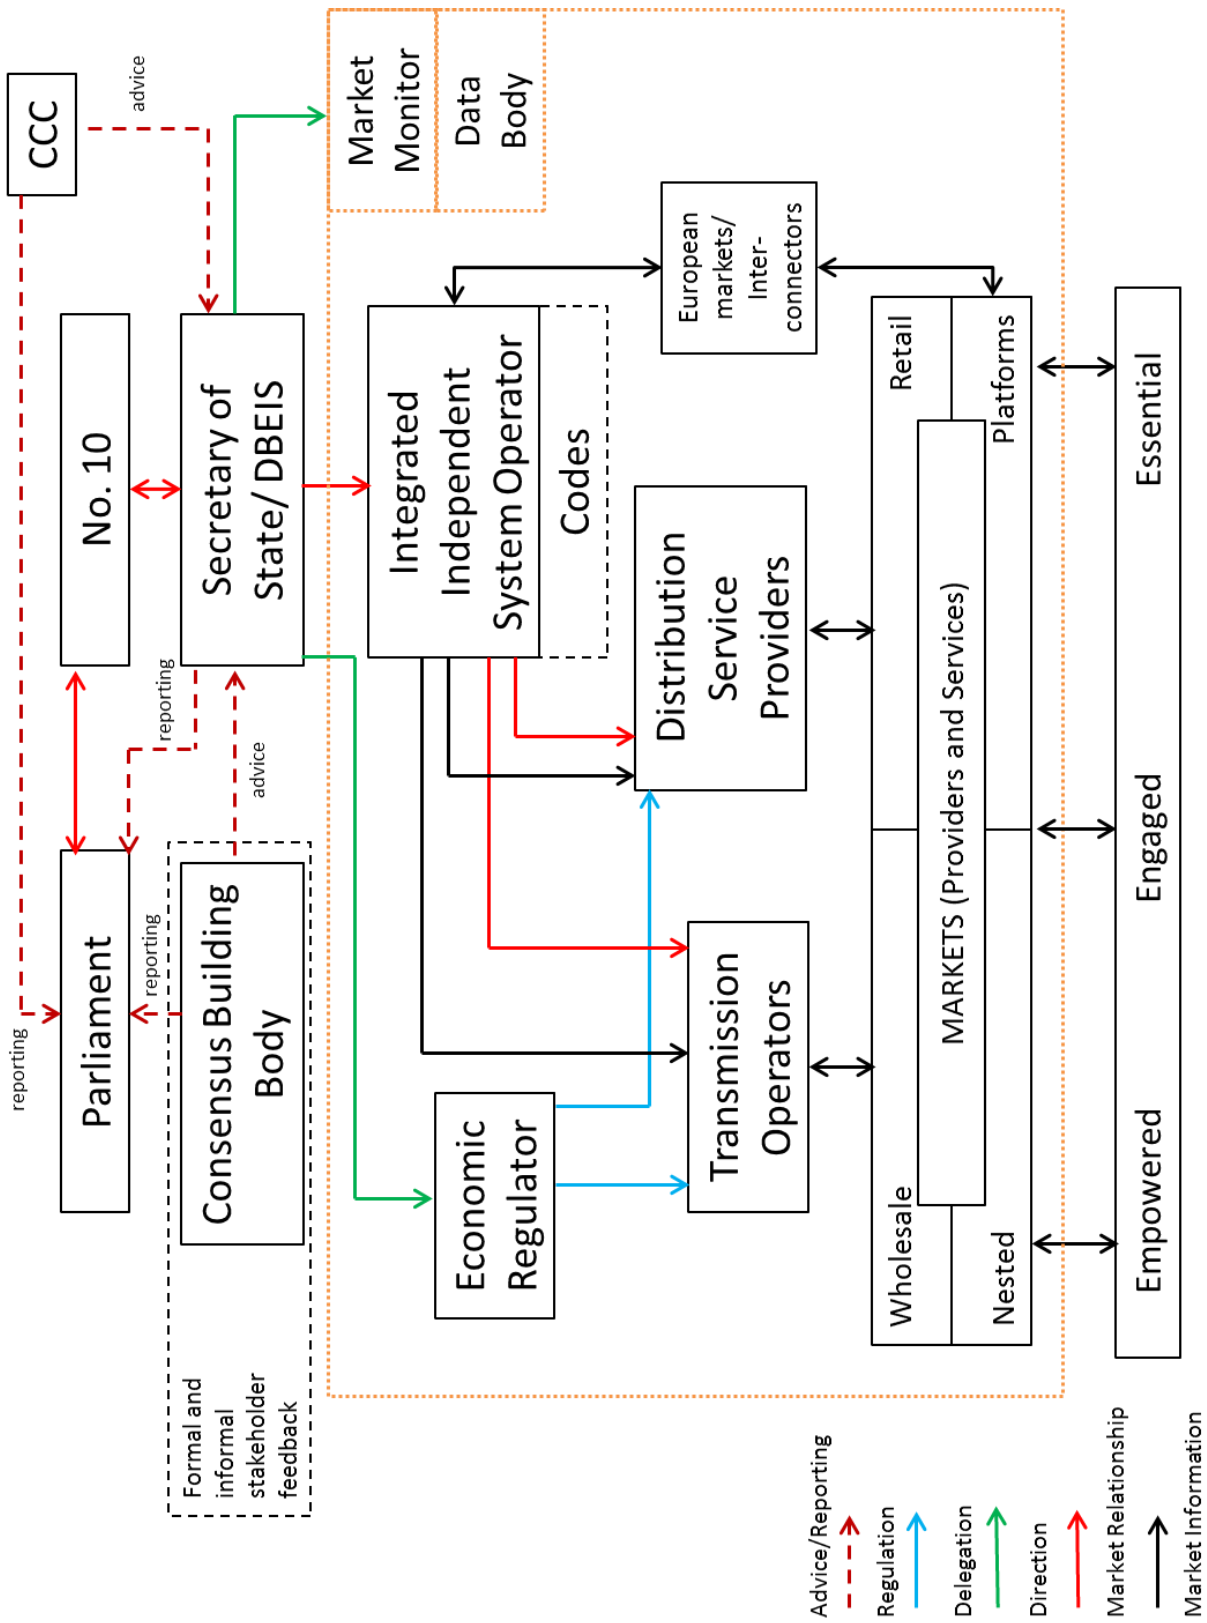 CCC
advice
reporting
No. 10
Parliament
reporting
reporting
advice
Secretary of
State/ DBEIS
Consensus Building
Body
Formal and
informal
stakeholder
feedback
Market
Monitor
Data
Body
Integrated
Independent
System Operator
Codes
Economic
Regulator
European
markets/
Inter-
connectors
Distribution
Service
Providers
Transmission
Operators
Wholesale
Retail
MARKETS (Providers and Services)
Nested
Platforms
Empowered
Engaged
Essential
Advice/Reporting
Regulation
Delegation
Direction
Market Relationship
Market Information